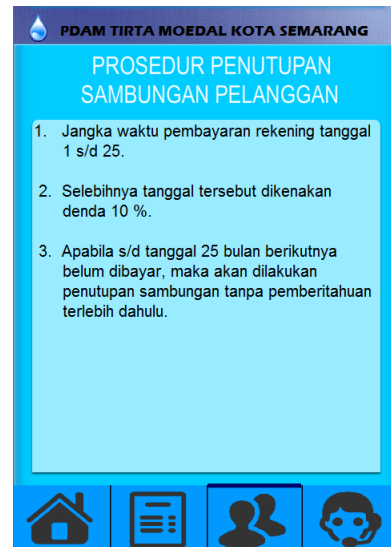 PDAM TIRTA MOEDAL KOTA SEMARANG
PROSEDUR PENUTUPAN
SAMBUNGAN PELANGGAN
1. Jangka waktu pembayaran rekening tanggal
1 s/d 25.
2. Selebihnya tanggal tersebut dikenakan
denda 10 %.
3. Apabila s/d tanggal 25 bulan berikutnya
belum dibayar, maka akan dilakukan
penutupan sambungan tanpa pemberitahuan
terlebih dahulu.